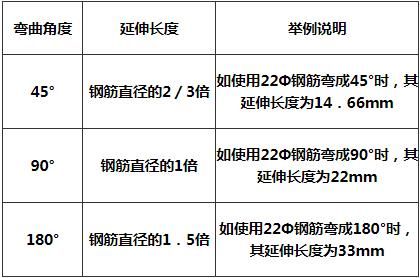 弯曲角度 延伸长度 举例说明
45° 钢筋直径的2/3倍 如使用22Φ钢筋弯成45°时，其
延伸长度为14．66mm
90° 钢筋直径的1倍 如使用22Φ钢筋弯成90°时，其
延伸长度为22mm
180° 钢筋直径的1．5倍 如使用22Φ钢筋弯成180°时，
其延伸长度为33mm